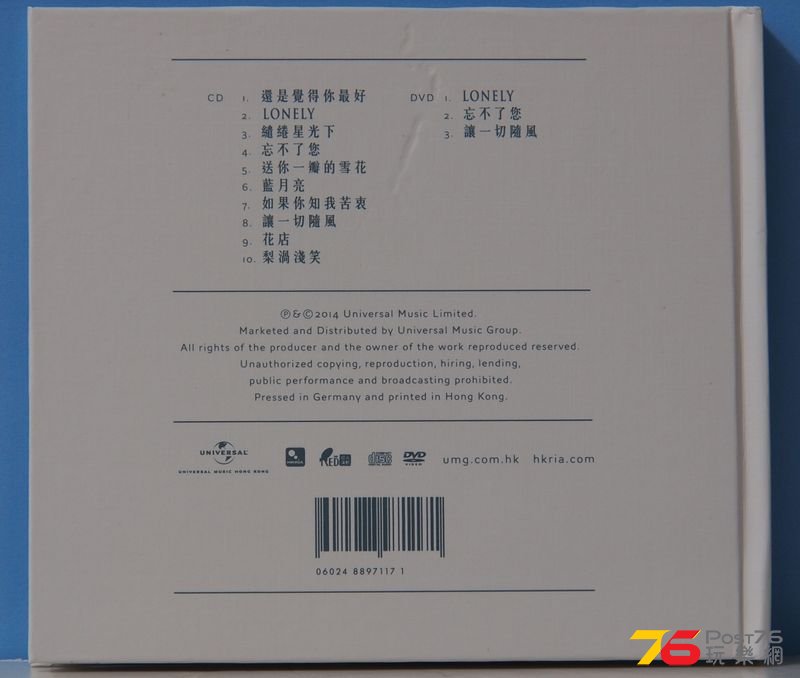 CD 1. 還是覺得你最好
2. LONELY
3. 繾綣星光下
4. 忘不了您
5. 送你一瓣的雪花
6. 藍月亮
7. 如果你知我苦衷
8. 讓一切隨風
9. 花店
10. 梨渦淺笑
DVD 1. LONELY
2. 忘不了您
3. 讓一切隨風
℗&©2014 Universal Music Limited.
Marketed and Distributed by Universal Music Group.
All rights of the producer and the owner of the work reproduced reserved.
Unauthorized copying, reproduction, hiring, lending,
public performance and broadcasting prohibited.
Pressed in Germany and printed in Hong Kong.
UNIVERSAL
UNIVERSAL MUSIC HONG KONG
disc
DVD
VIDEO
umg.com.hk hkria.com
06024 8897117 1
76 POST76
玩樂網